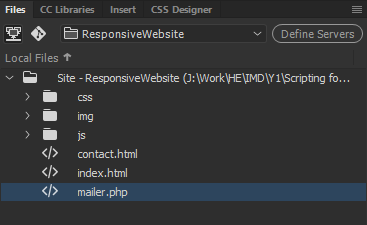 Files CC Libraries Insert CSS Designer
ResponsiveWebsite Define Servers
Local Files
Site - ResponsiveWebsite (J:\Work\HE\IMD\Y1\Scripting fo...
css
img
js
contact.html
index.html
mailer.php